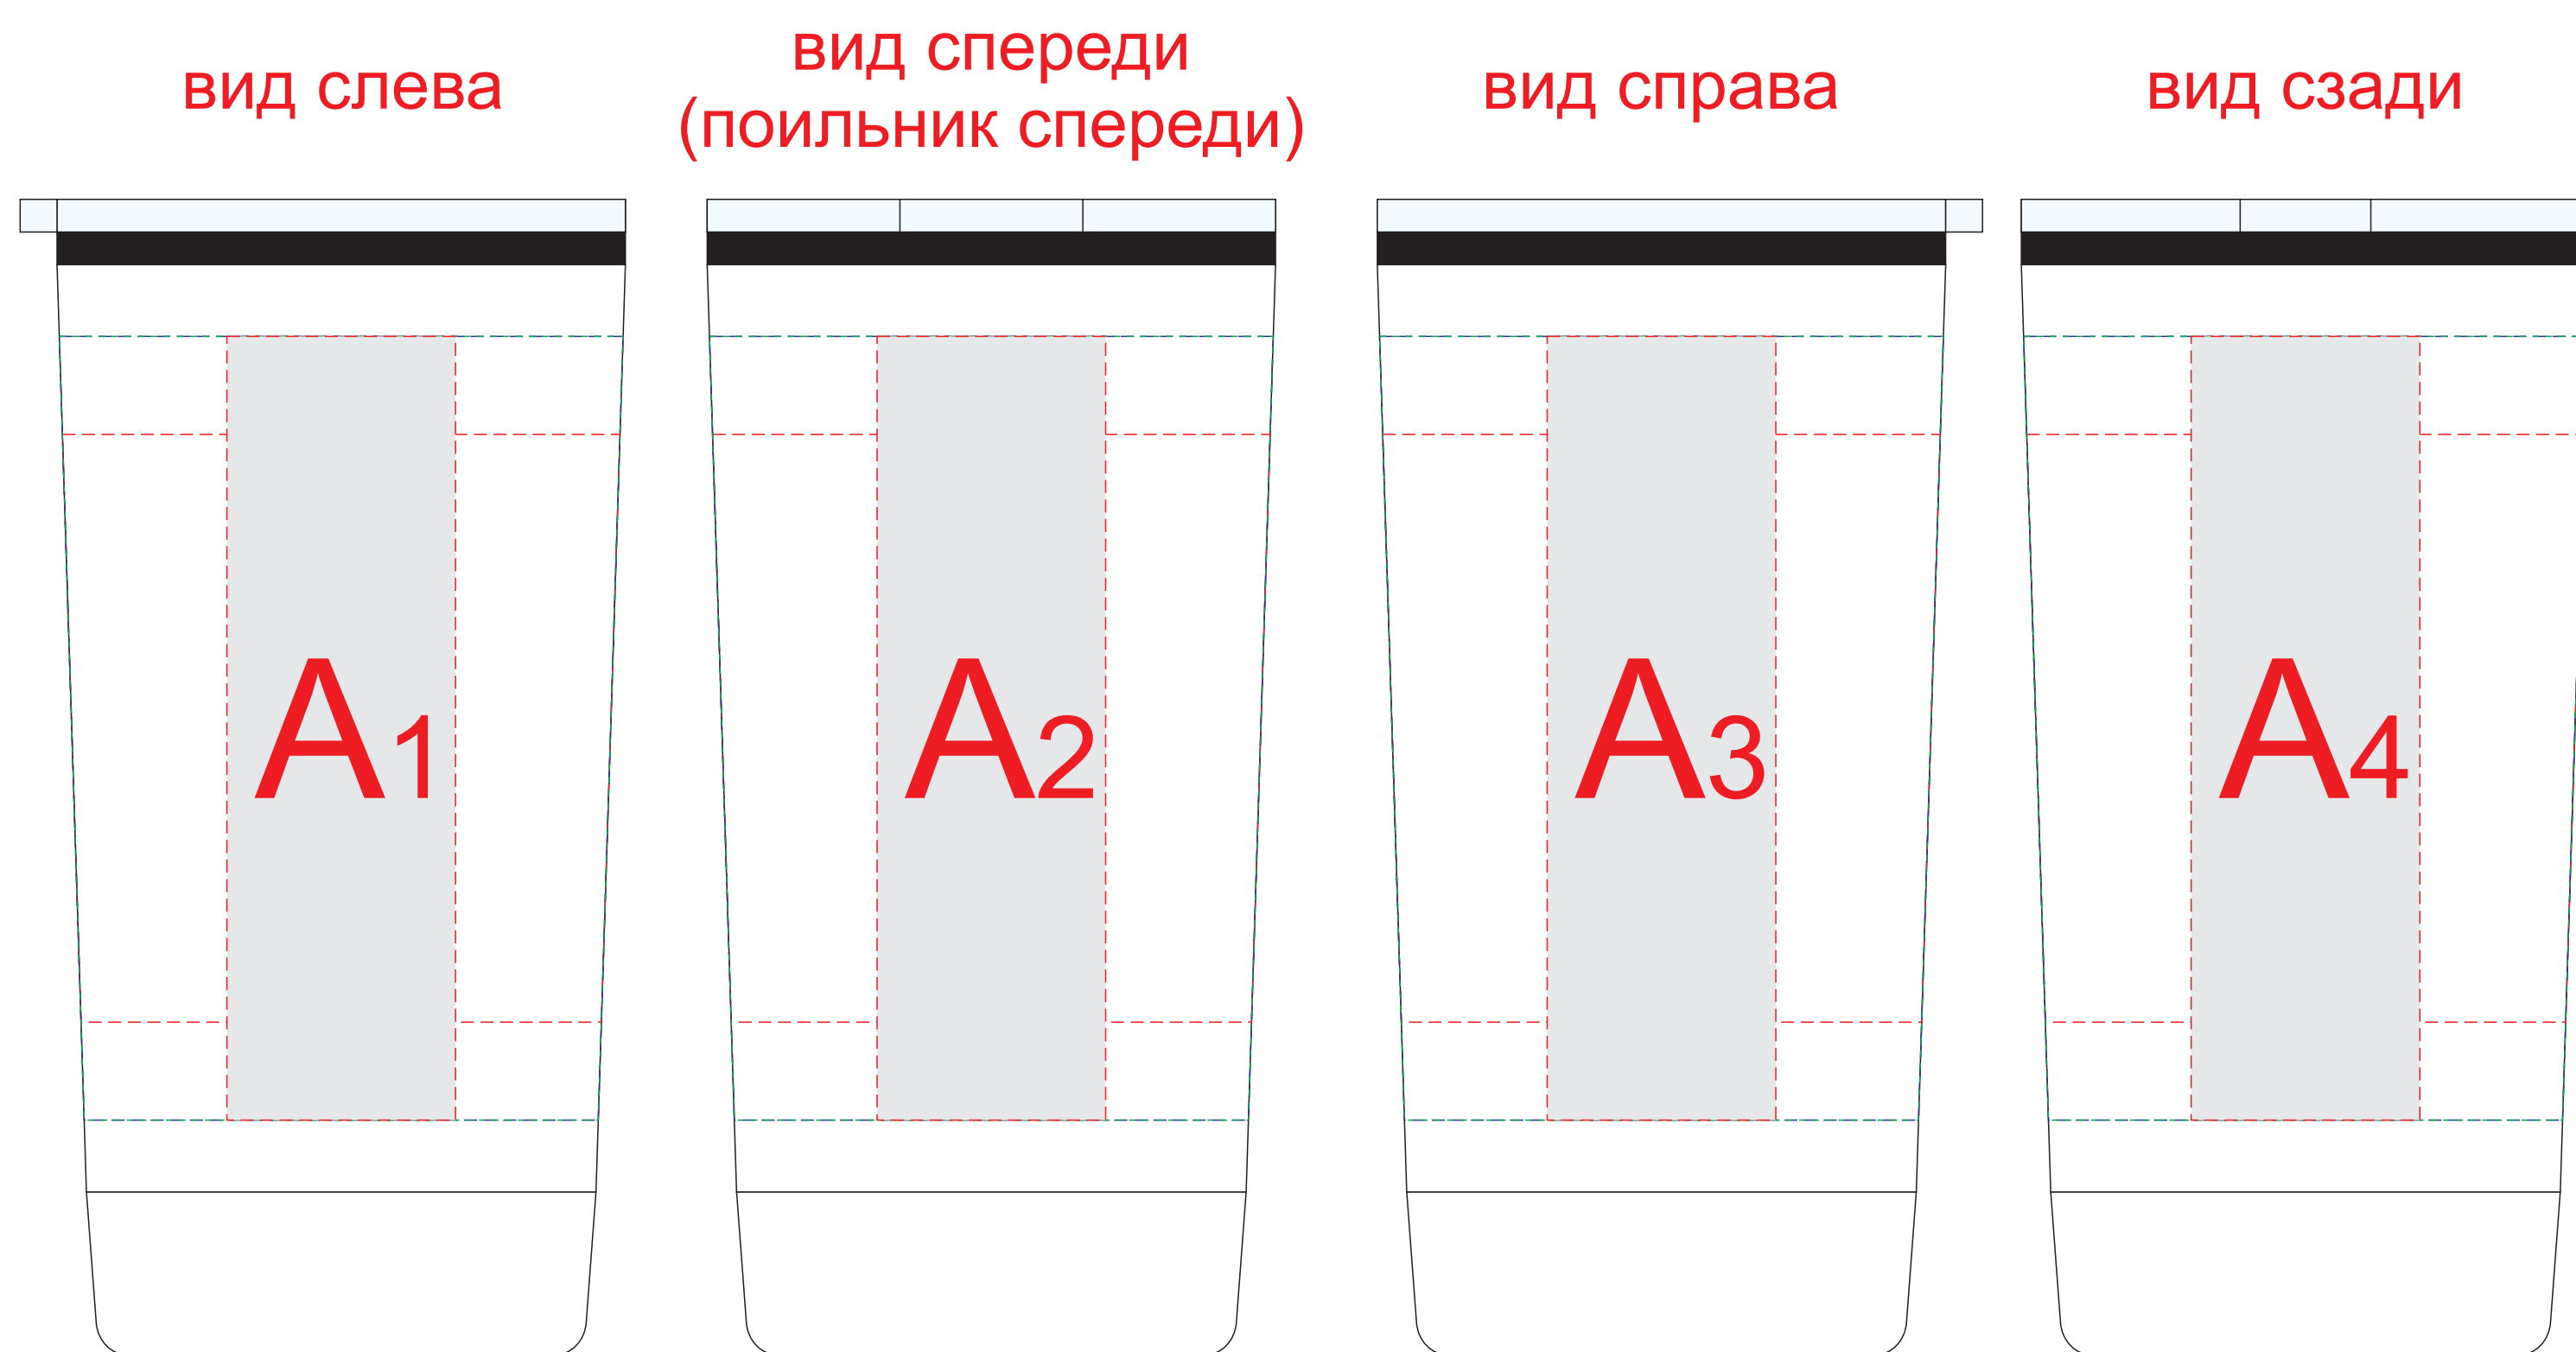 вид слева
вид спереди
(поильник спереди)
вид справа
вид сзади
A1
A2
A3
A4